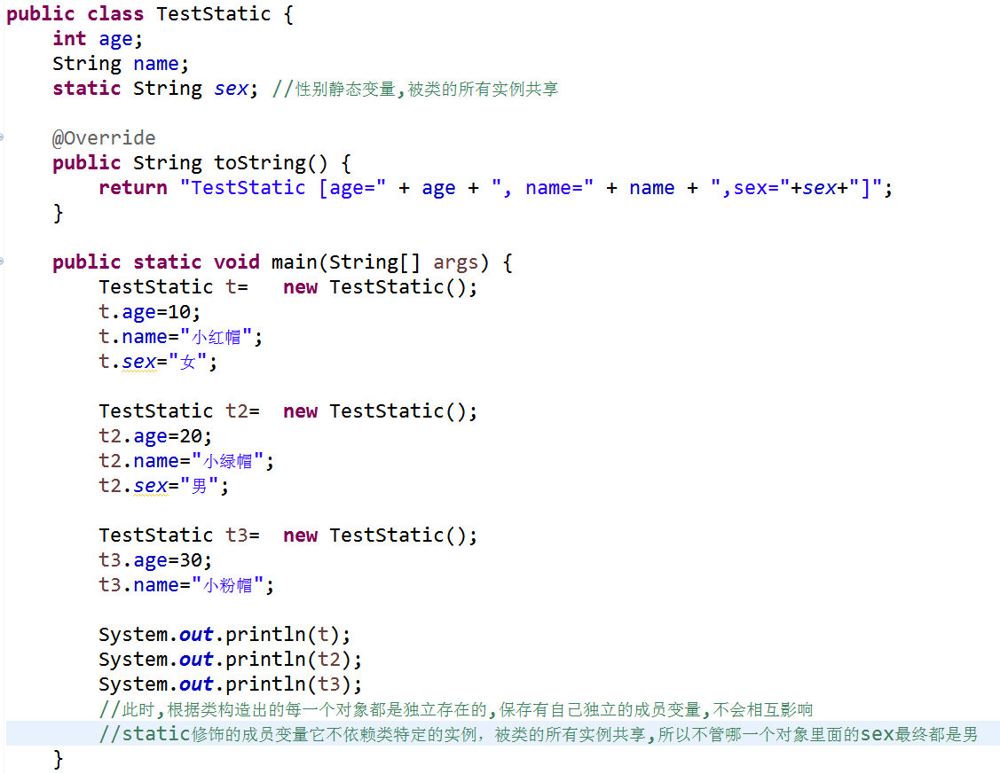 public class TestStatic {
    int age;
    String name;
    static String sex; //性别静态变量,被类的所有实例共享
    @Override
    public String toString() {
        return "TestStatic [age=" + age + ", name=" + name + ",sex="+sex+"]";
    }
    public static void main(String[] args) {
        TestStatic t=   new TestStatic();
        t.age=10;
        t.name="小红帽";
        t.sex="女";
        TestStatic t2=  new TestStatic();
        t2.age=20;
        t2.name="小绿帽";
        t2.sex="男";
        TestStatic t3=  new TestStatic();
        t3.age=30;
        t3.name="小粉帽";
        System.out.println(t);
        System.out.println(t2);
        System.out.println(t3);
        //此时,根据类构造出的每一个对象都是独立存在的,保存有自己独立的成员变量,不会相互影响
        //static修饰的成员变量它不依赖类特定的实例，被类的所有实例共享,所以不管哪一个对象里面的sex最终都是男
    }